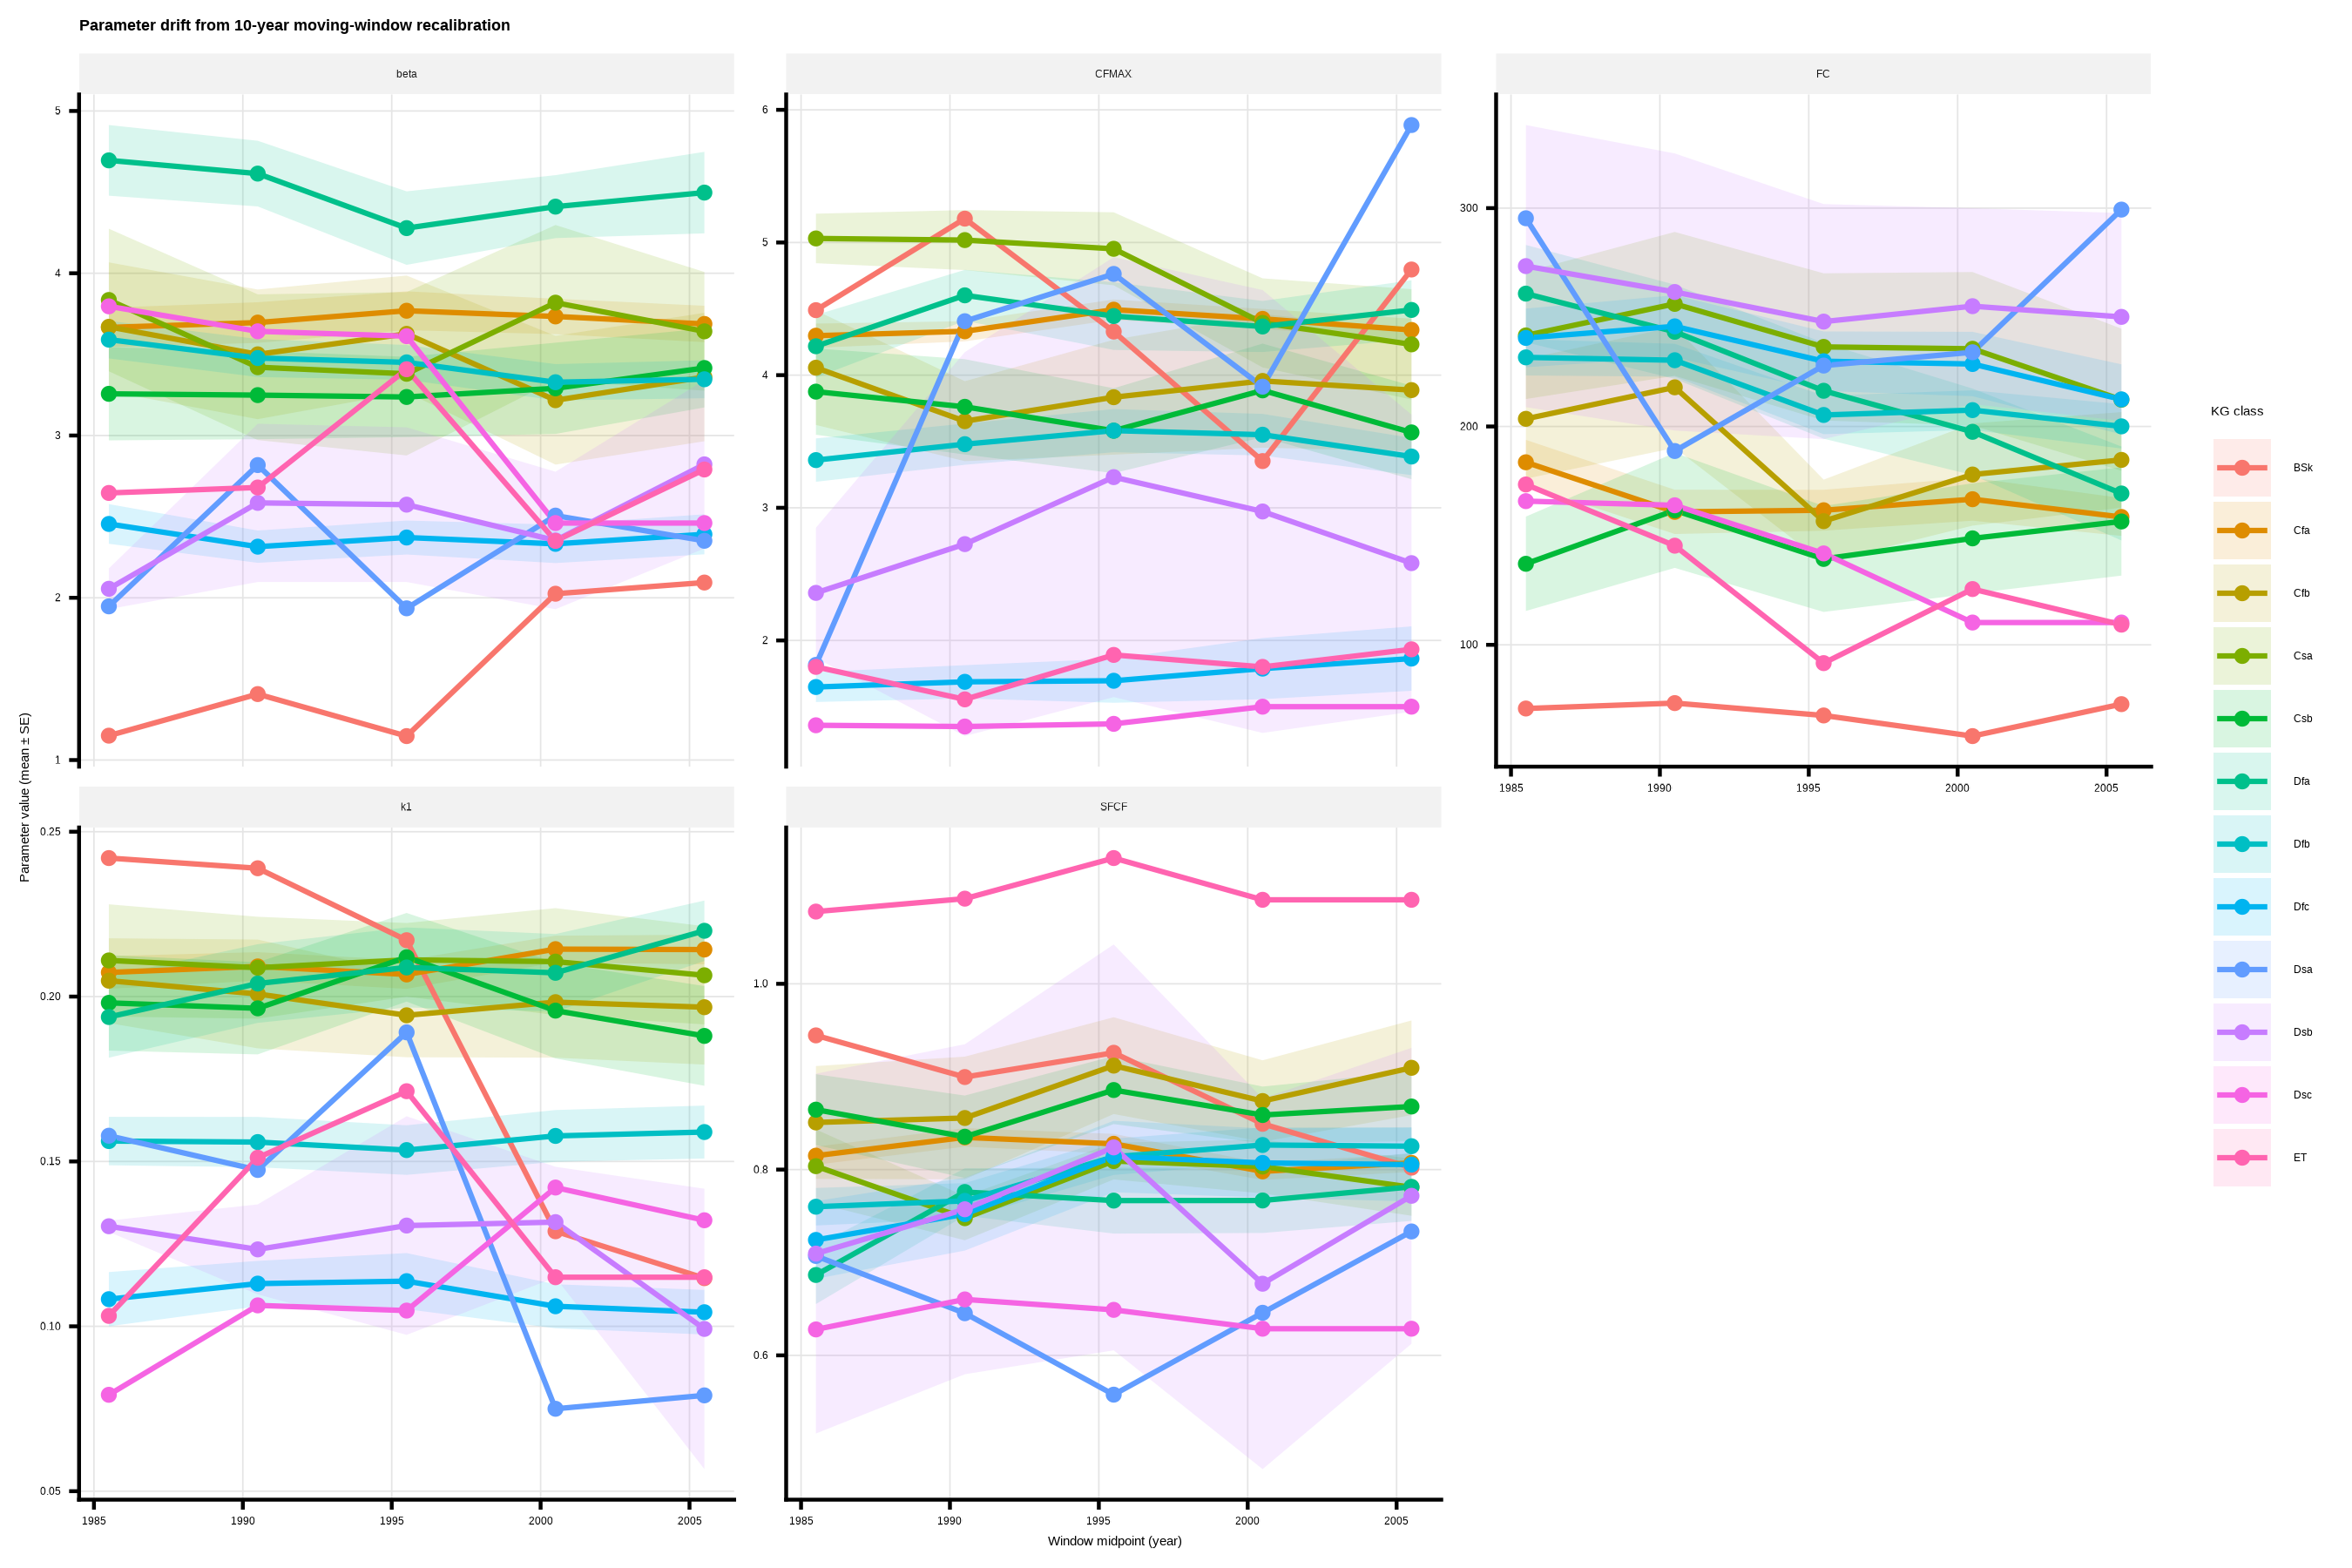 Parameter drift from 10-year moving-window recalibration
beta
CFMAX
FC
5
4
3
2
1
6
5
4
3
2
300
200
100
1985
1990
1995
2000
2005
k1
SFCF
0.25
0.20
0.15
0.10
0.05
1985
1990
1995
2000
2005
1.0
0.8
0.6
1985
1990
1995
2000
2005
Window midpoint (year)
Parameter value (mean ± SE)
KG class
BSk
Cfa
Cfb
Csa
Csb
Dfa
Dfb
Dfc
Dsa
Dsb
Dsc
ET